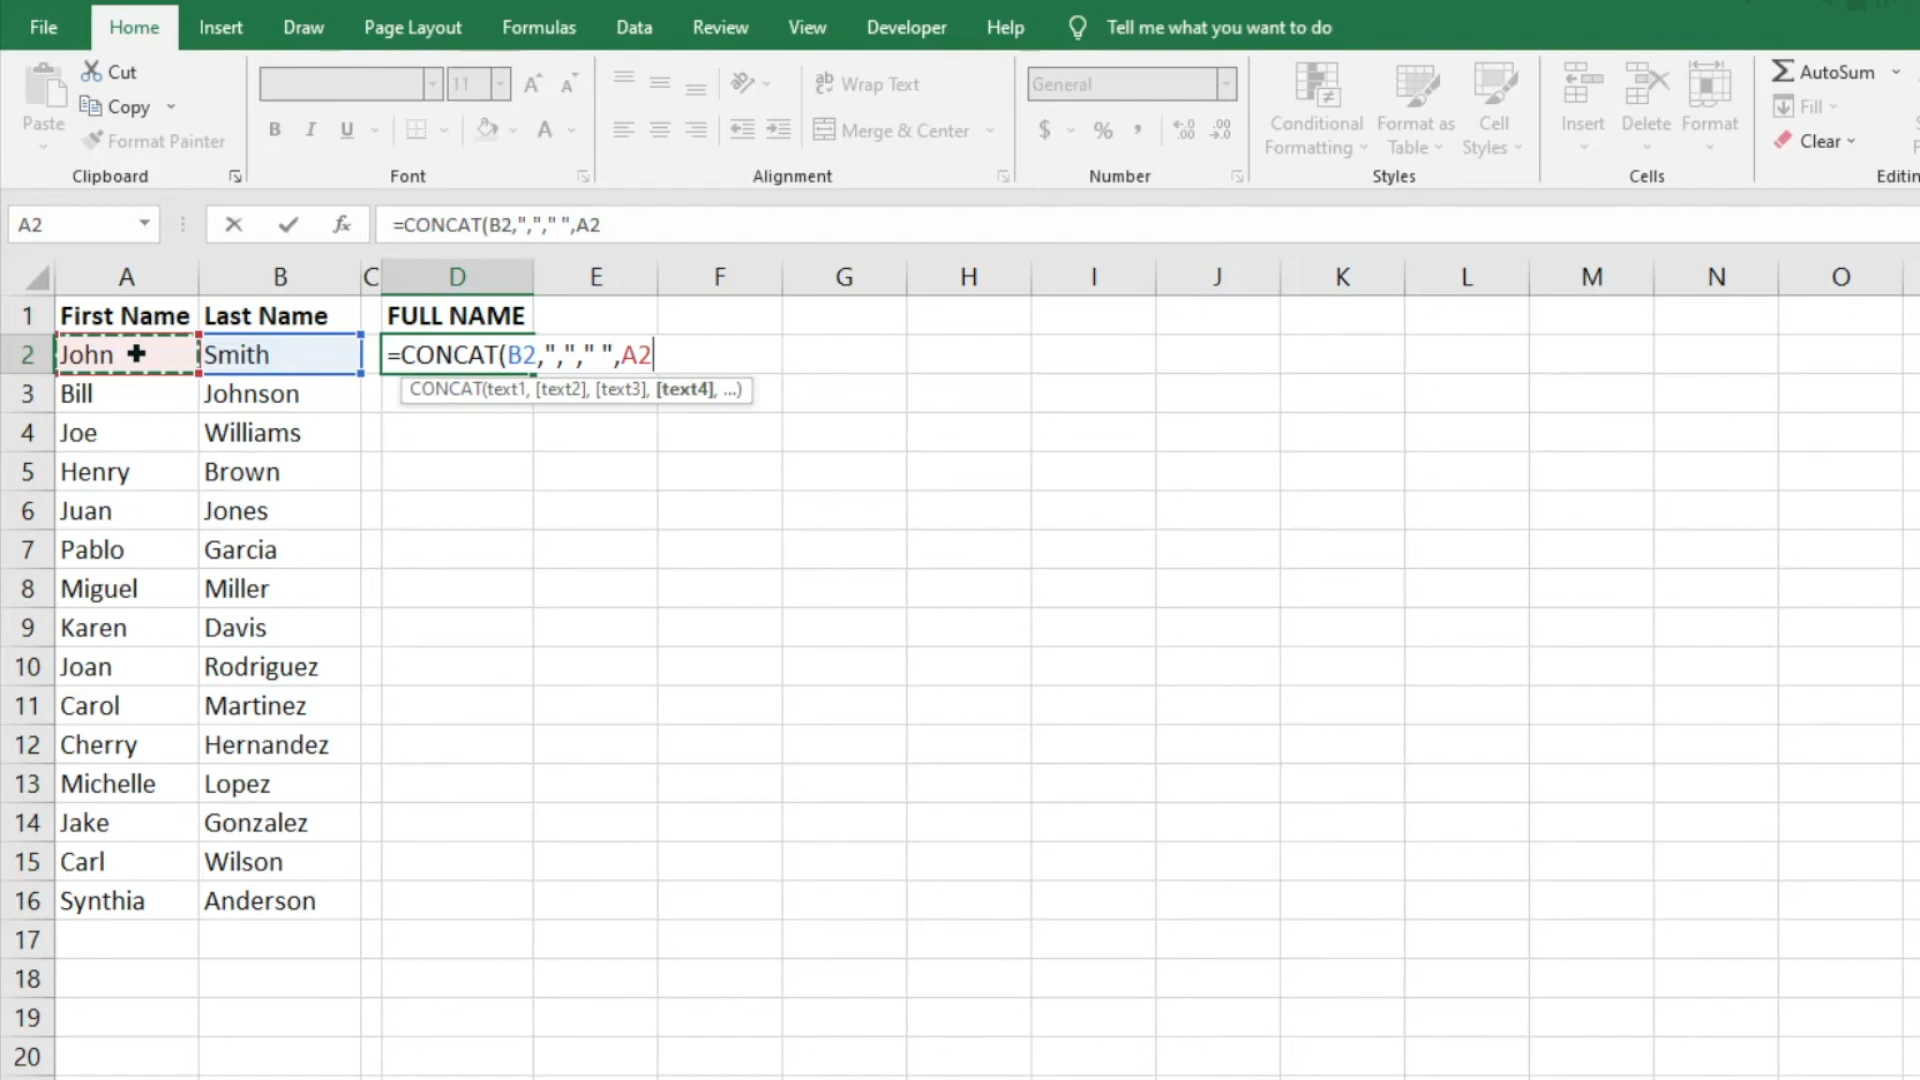 File Home Insert Draw Page Layout Formulas Data Review View Developer Help Tell me what you want to do
Paste
Cut
Copy
Format Painter
Clipboard
11 A A
B I U A
Font
ab Wrap Text
Merge & Center
Alignment
General
$ % , .00 .00
Number
Conditional Formatting
Format as Table
Cell Styles
Styles
Insert Delete Format
Cells
AutoSum
Fill
Clear
Editin
A2 fx =CONCAT(B2,","," ",A2
A B C D E F G H I J K L M N O
1 First Name Last Name FULL NAME
2 John Smith =CONCAT(B2,","," ",A2
CONCAT(text1, [text2], [text3], [text4], ...)
3 Bill Johnson
4 Joe Williams
5 Henry Brown
6 Juan Jones
7 Pablo Garcia
8 Miguel Miller
9 Karen Davis
10 Joan Rodriguez
11 Carol Martinez
12 Cherry Hernandez
13 Michelle Lopez
14 Jake Gonzalez
15 Carl Wilson
16 Synthia Anderson
17
18
19
20